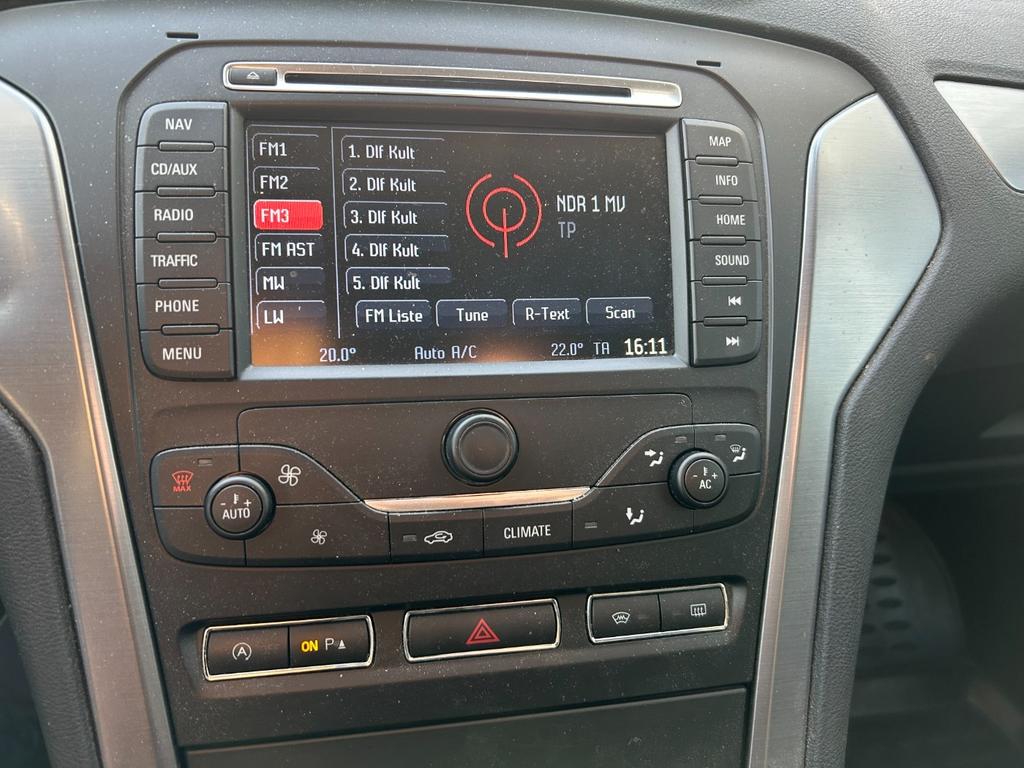 NAV
CD/AUX
RADIO
TRAFFIC
PHONE
MENU
FM1
FM2
FM3
FM AST
MW
LW
1. Dlf Kult
2. Dlf Kult
3. Dlf Kult
4. Dlf Kult
5. Dlf Kult
NDR 1 MV
TP
FM Liste Tune R-Text Scan
20.0° Auto A/C 22.0° TA 16:11
MAP
INFO
HOME
SOUND
MAX
- +
AUTO
CLIMATE
- +
AC
A
ON P